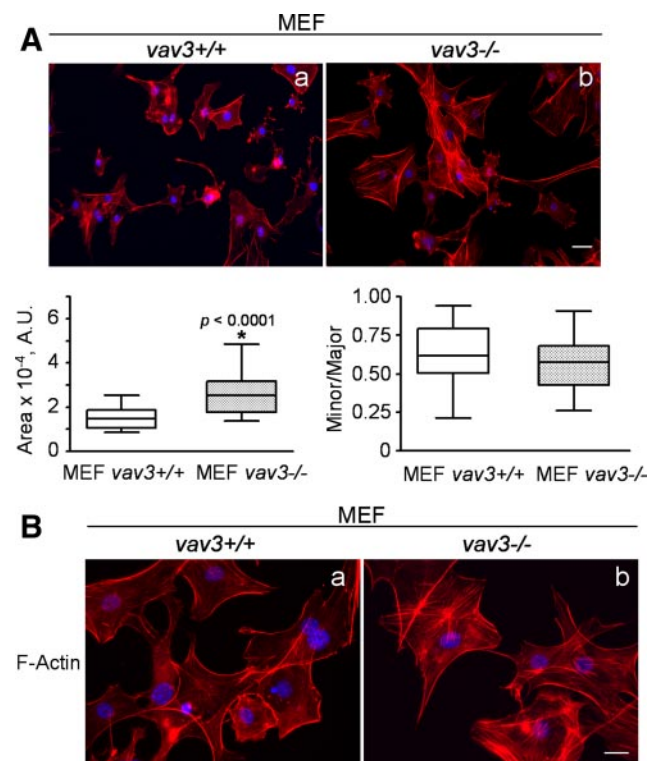 MEF
A
vav3+/+ vav3-/-
a b
Area x 10⁻⁴, A.U.
6
4
2
0
p < 0.0001
*
MEF vav3+/+ MEF vav3-/-
Minor/Major
1.00
0.75
0.50
0.25
0
MEF vav3+/+ MEF vav3-/-
B
MEF
vav3+/+ vav3-/-
a b
F-Actin